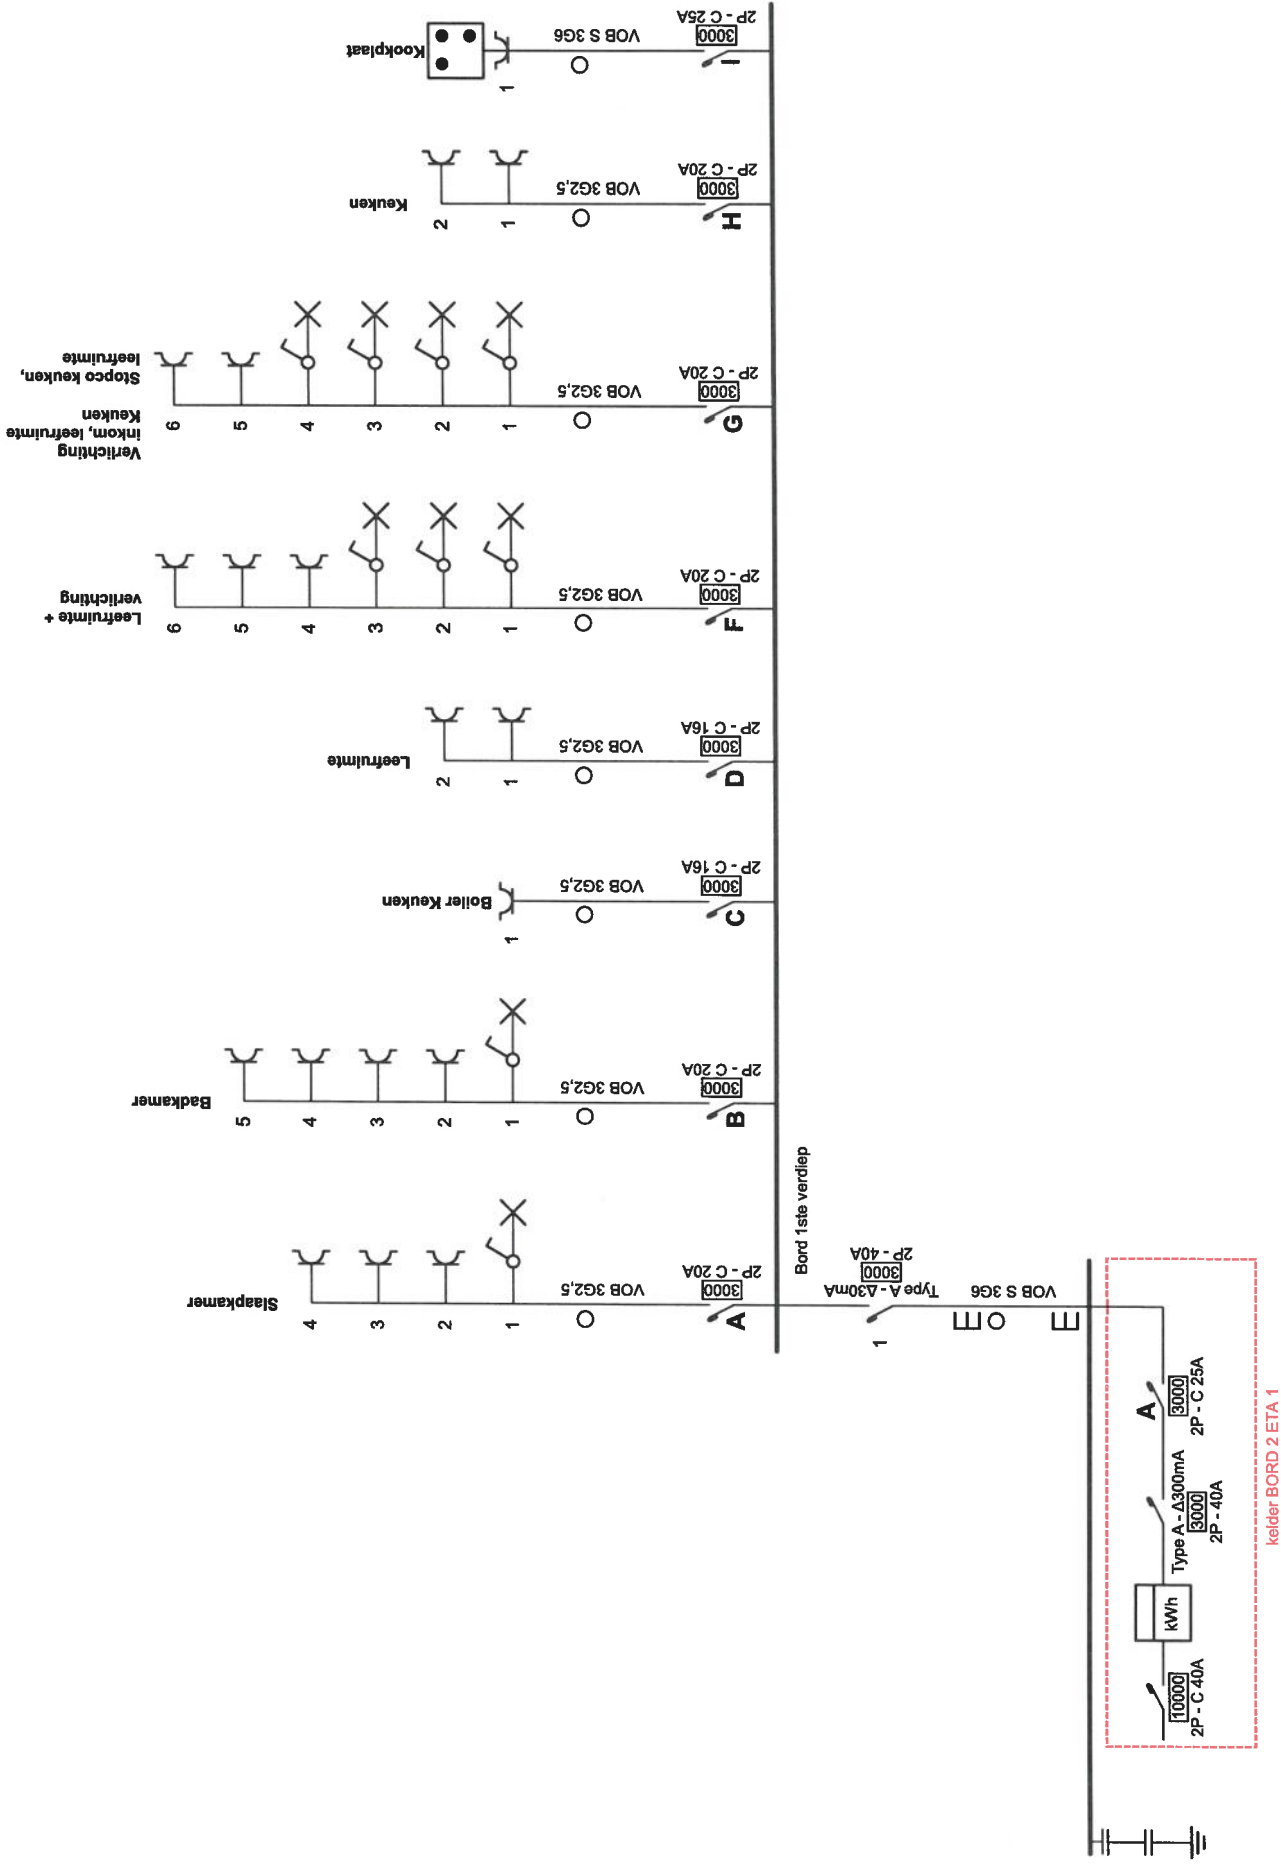 Kookplaat
1
VOB S 3G6
3000
2P - C 25A
I
Keuken
2
1
VOB 3G2,5
3000
2P - C 20A
H
Stopco keuken,
leefruimte
Verlichting
inkom, leefruimte
Keuken
6
5
4
3
2
1
VOB 3G2,5
3000
2P - C 20A
G
Leefruimte +
verlichting
6
5
4
3
2
1
VOB 3G2,5
3000
2P - C 20A
F
Leefruimte
2
1
VOB 3G2,5
3000
2P - C 16A
D
Boiler Keuken
1
VOB 3G2,5
3000
2P - C 16A
C
Badkamer
5
4
3
2
1
VOB 3G2,5
3000
2P - C 20A
B
Slaapkamer
4
3
2
1
VOB 3G2,5
3000
2P - C 20A
A
Bord 1ste verdiep
1
Type A - Δ30mA
3000
2P - 40A
VOB S 3G6
A
3000
2P - C 25A
Type A - Δ300mA
3000
2P - 40A
kWh
10000
2P - C 40A
kelder BORD 2 ETA 1